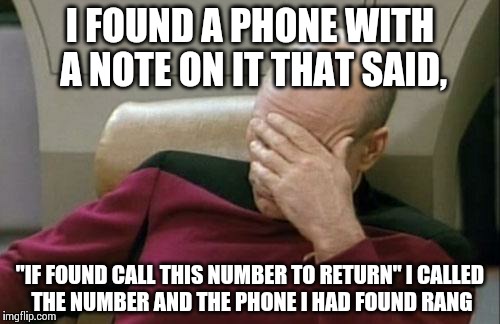 I FOUND A PHONE WITH
A NOTE ON IT THAT SAID,
"IF FOUND CALL THIS NUMBER TO RETURN" I CALLED
THE NUMBER AND THE PHONE I HAD FOUND RANG
imgflip.com